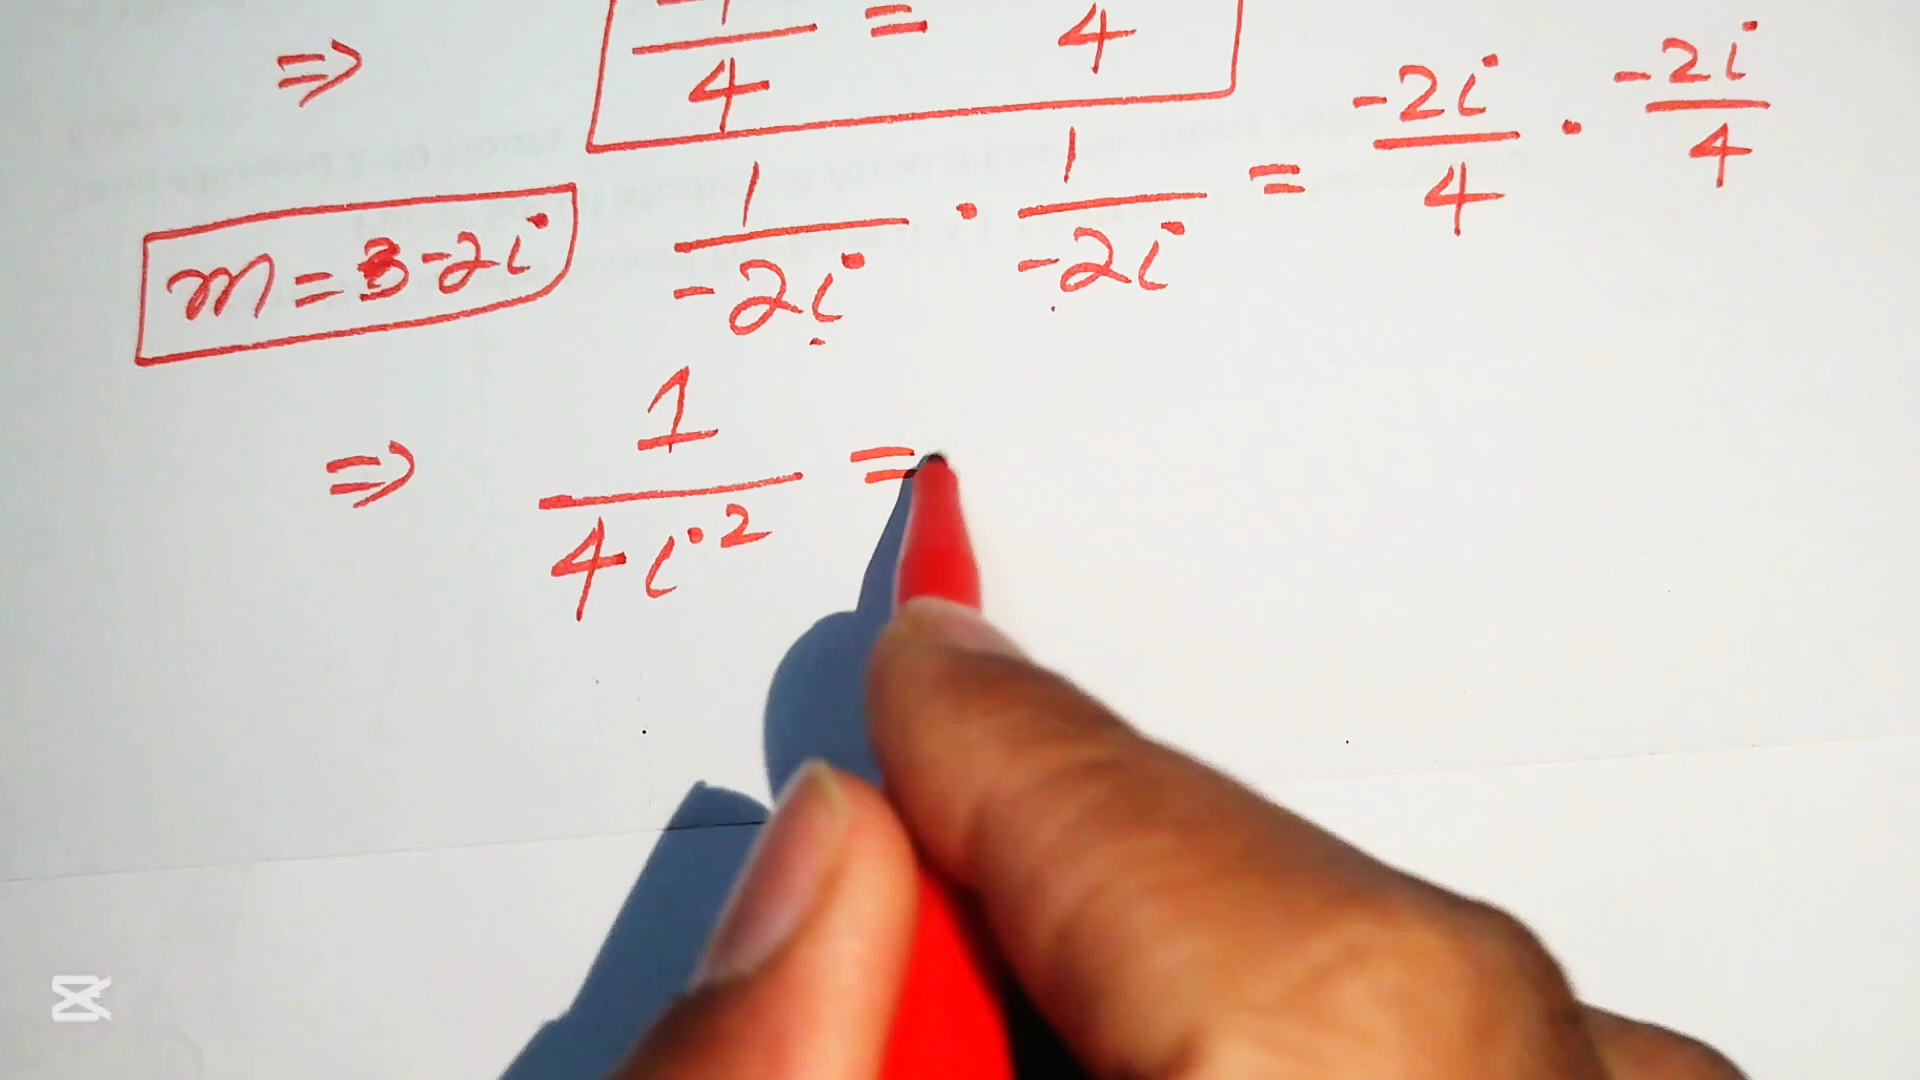 ⇒ 4 = 4
m = 3-2i 1/-2i · 1/-2i = -2i/4 · -2i/4
⇒ 1/4i² =